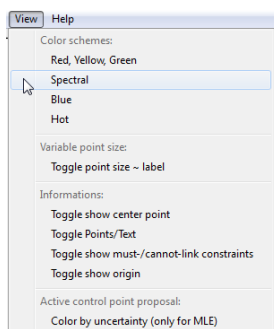 View Help
Color schemes:
Red, Yellow, Green
Spectral
Blue
Hot
Variable point size:
Toggle point size ~ label
Informations:
Toggle show center point
Toggle Points/Text
Toggle show must-/cannot-link constraints
Toggle show origin
Active control point proposal:
Color by uncertainty (only for MLE)